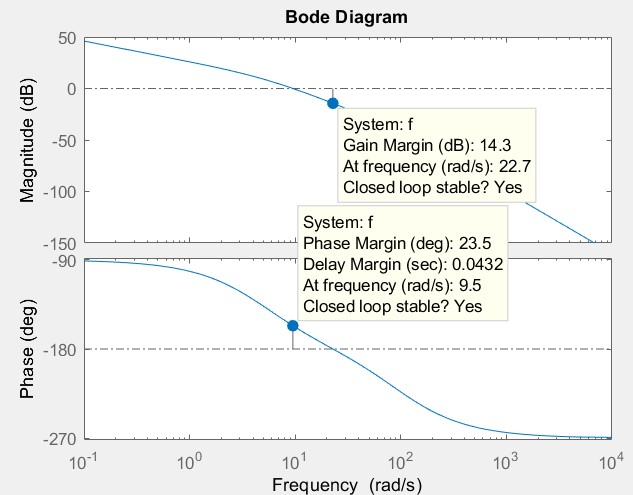 Bode Diagram
50
0
-50
-100
-150
Magnitude (dB)
System: f
Gain Margin (dB): 14.3
At frequency (rad/s): 22.7
Closed loop stable? Yes
System: f
Phase Margin (deg): 23.5
Delay Margin (sec): 0.0432
At frequency (rad/s): 9.5
Closed loop stable? Yes
-90
-180
-270
Phase (deg)
10⁻¹ 10⁰ 10¹ 10² 10³ 10⁴
Frequency (rad/s)